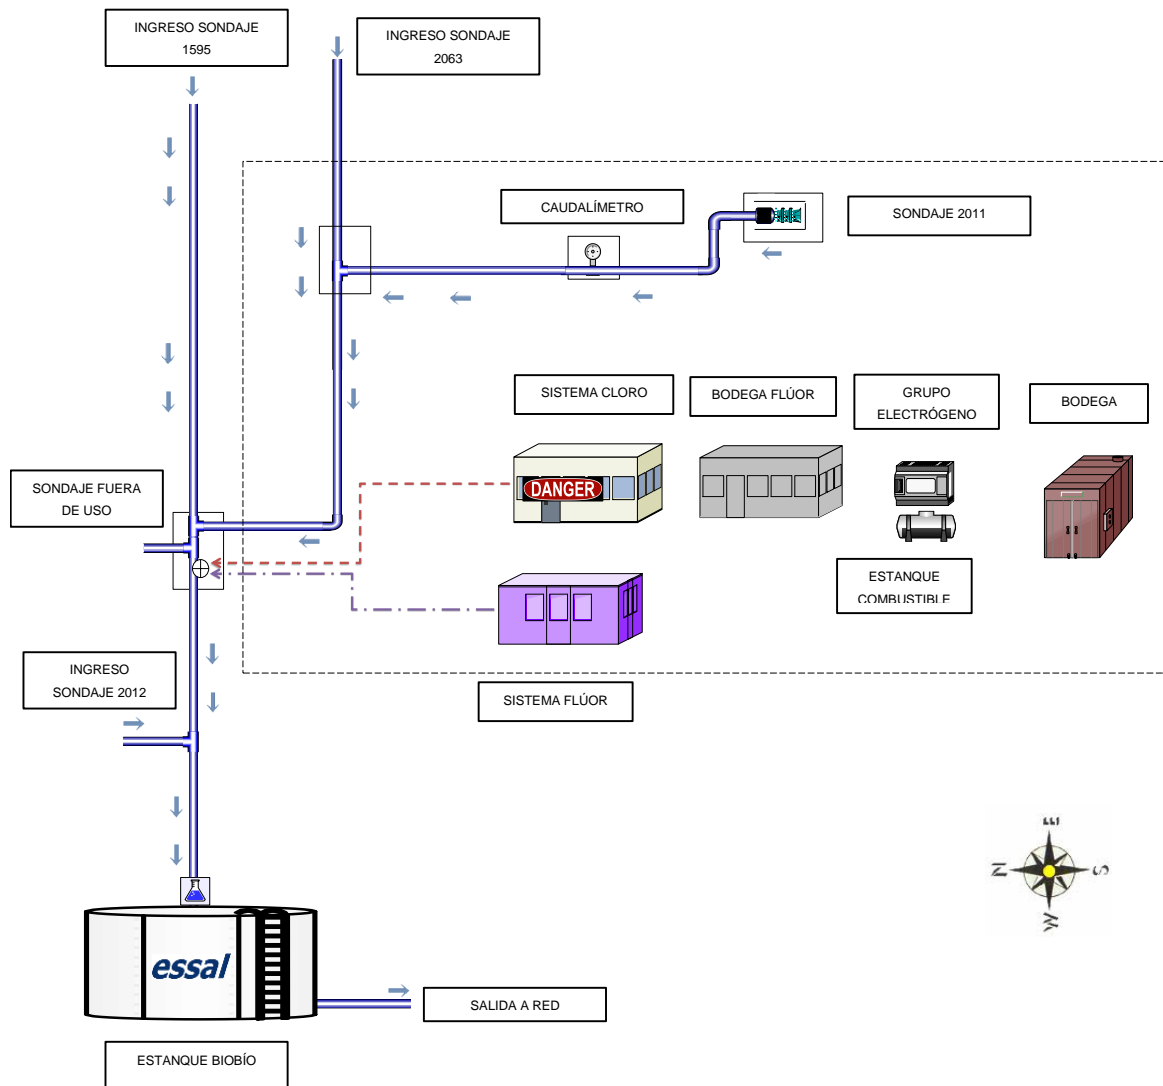 INGRESO SONDAJE
1595
INGRESO SONDAJE
2063
CAUDALÍMETRO
SONDAJE 2011
SISTEMA CLORO
BODEGA FLÚOR
GRUPO
ELECTRÓGENO
BODEGA
DANGER
SONDAJE FUERA
DE USO
ESTANQUE
COMBUSTIBLE
INGRESO
SONDAJE 2012
SISTEMA FLÚOR
E
N
S
W
essal
SALIDA A RED
ESTANQUE BIOBÍO